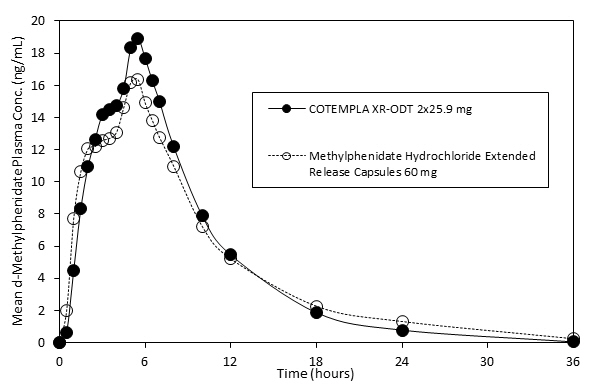 Mean d-Methylphenidate Plasma Conc. (ng/mL)
20
18
16
14
12
10
8
6
4
2
0
COTEMPLA XR-ODT 2x25.9 mg
Methylphenidate Hydrochloride Extended
Release Capsules 60 mg
0 6 12 18 24 30 36
Time (hours)